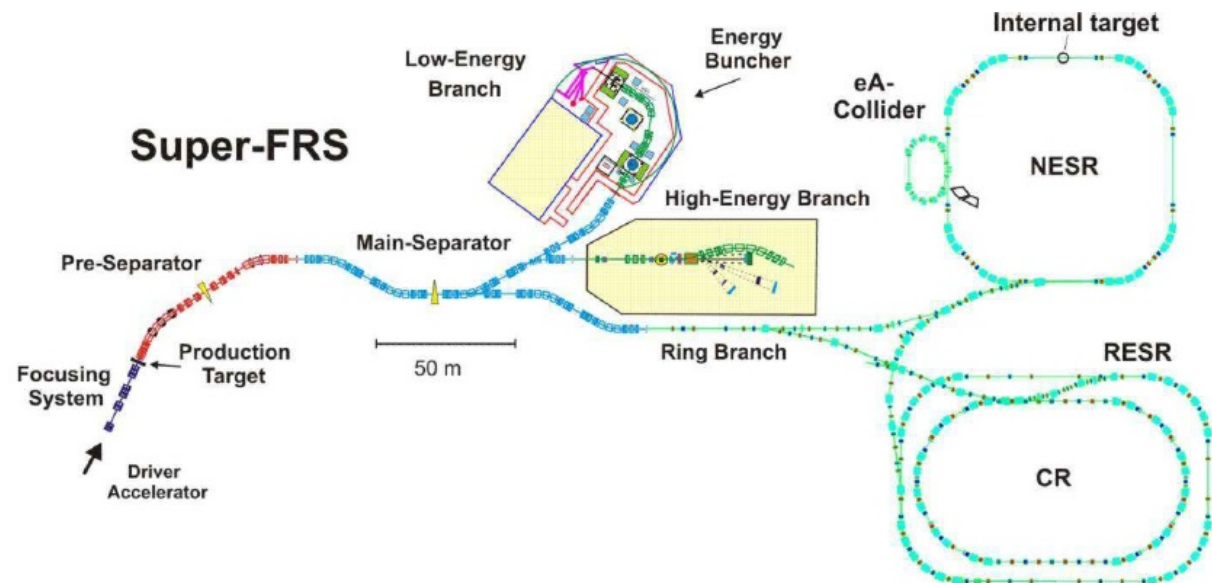 Internal target
Energy
Buncher
Low-Energy
Branch
eA-
Collider
Super-FRS
NESR
High-Energy Branch
Main-Separator
Pre-Separator
Ring Branch
Production
Target
50 m
RESR
Focusing
System
CR
Driver
Accelerator